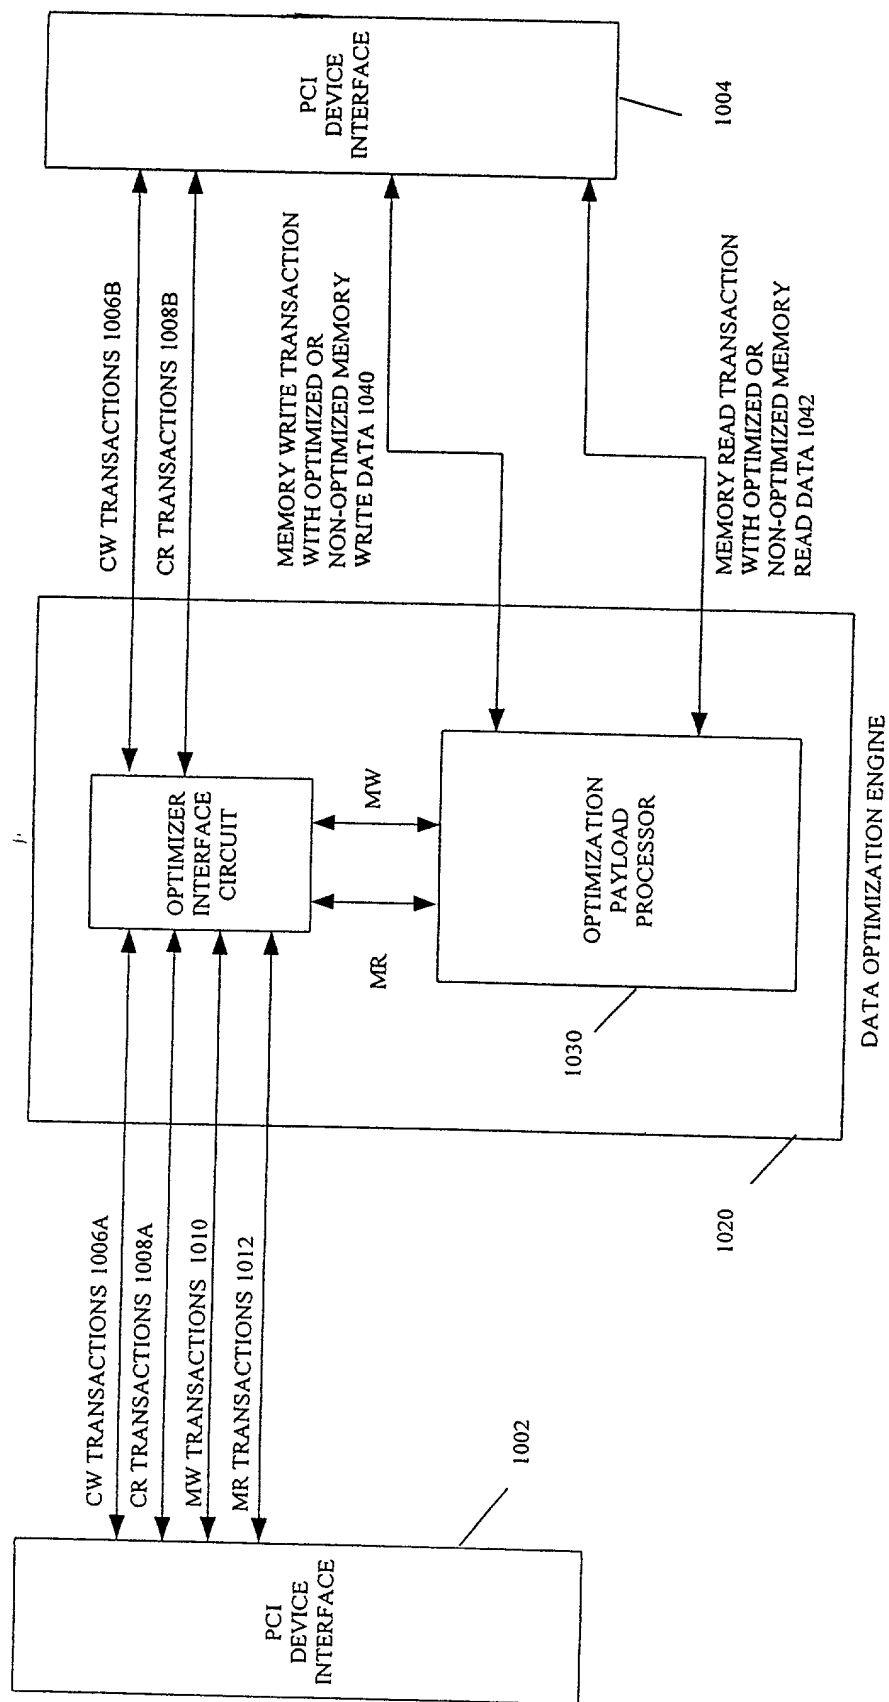 PCI
DEVICE
INTERFACE
1002
CW TRANSACTIONS 1006A
CR TRANSACTIONS 1008A
MW TRANSACTIONS 1010
MR TRANSACTIONS 1012
OPTIMIZER
INTERFACE
CIRCUIT
MR
MW
OPTIMIZATION
PAYLOAD
PROCESSOR
1030
1020
DATA OPTIMIZATION ENGINE
CW TRANSACTIONS 1006B
CR TRANSACTIONS 1008B
MEMORY WRITE TRANSACTION
WITH OPTIMIZED OR
NON-OPTIMIZED MEMORY
WRITE DATA 1040
MEMORY READ TRANSACTION
WITH OPTIMIZED OR
NON-OPTIMIZED MEMORY
READ DATA 1042
PCI
DEVICE
INTERFACE
1004